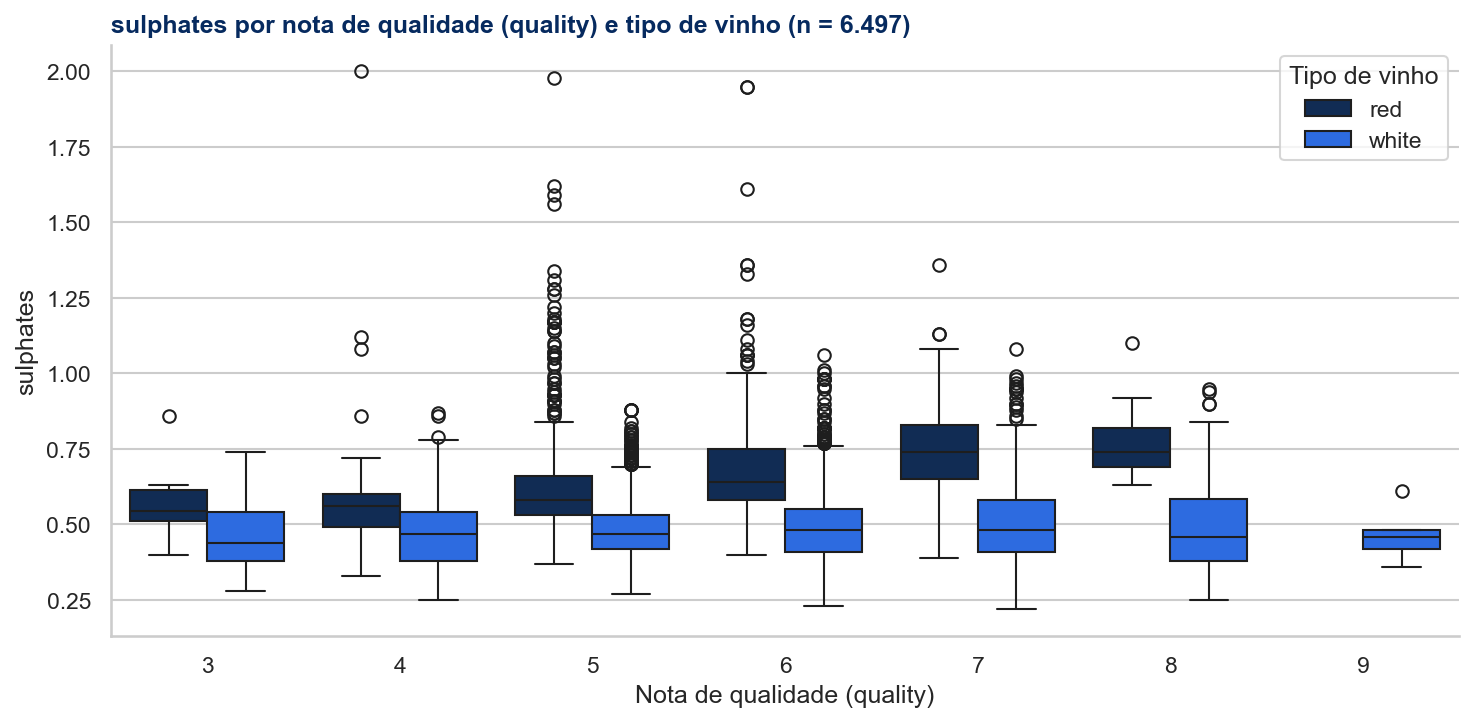 sulphates por nota de qualidade (quality) e tipo de vinho (n = 6.497)
Tipo de vinho
red
white
sulphates
2.00
1.75
1.50
1.25
1.00
0.75
0.50
0.25
3 4 5 6 7 8 9
Nota de qualidade (quality)